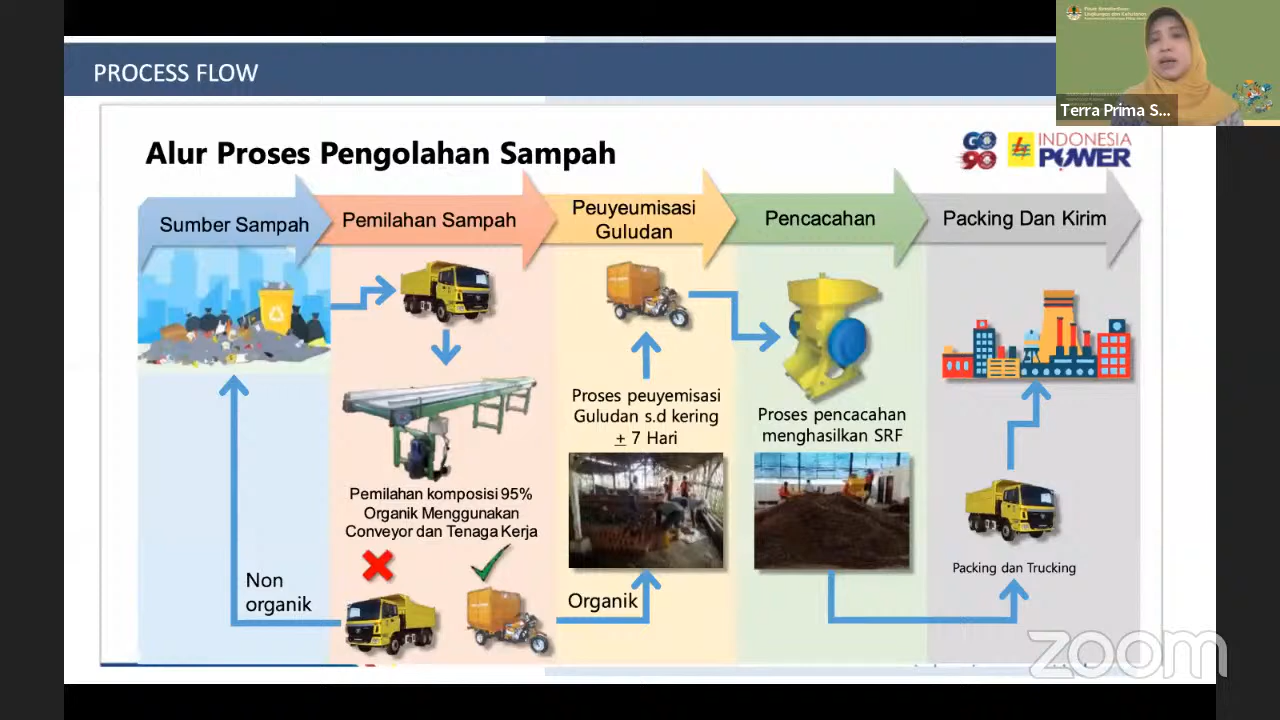 PROCESS FLOW
Terra Prima S...
Alur Proses Pengolahan Sampah
GO
90
INDONESIA
POWER
Sumber Sampah
Pemilahan Sampah
Peuyeumisasi
Guludan
Pencacahan
Packing Dan Kirim
Proses peuyemisasi
Guludan s.d kering
± 7 Hari
Proses pencacahan
menghasilkan SRF
Pemilahan komposisi 95%
Organik Menggunakan
Conveyor dan Tenaga Kerja
Packing dan Trucking
Non
organik
Organik
zoom